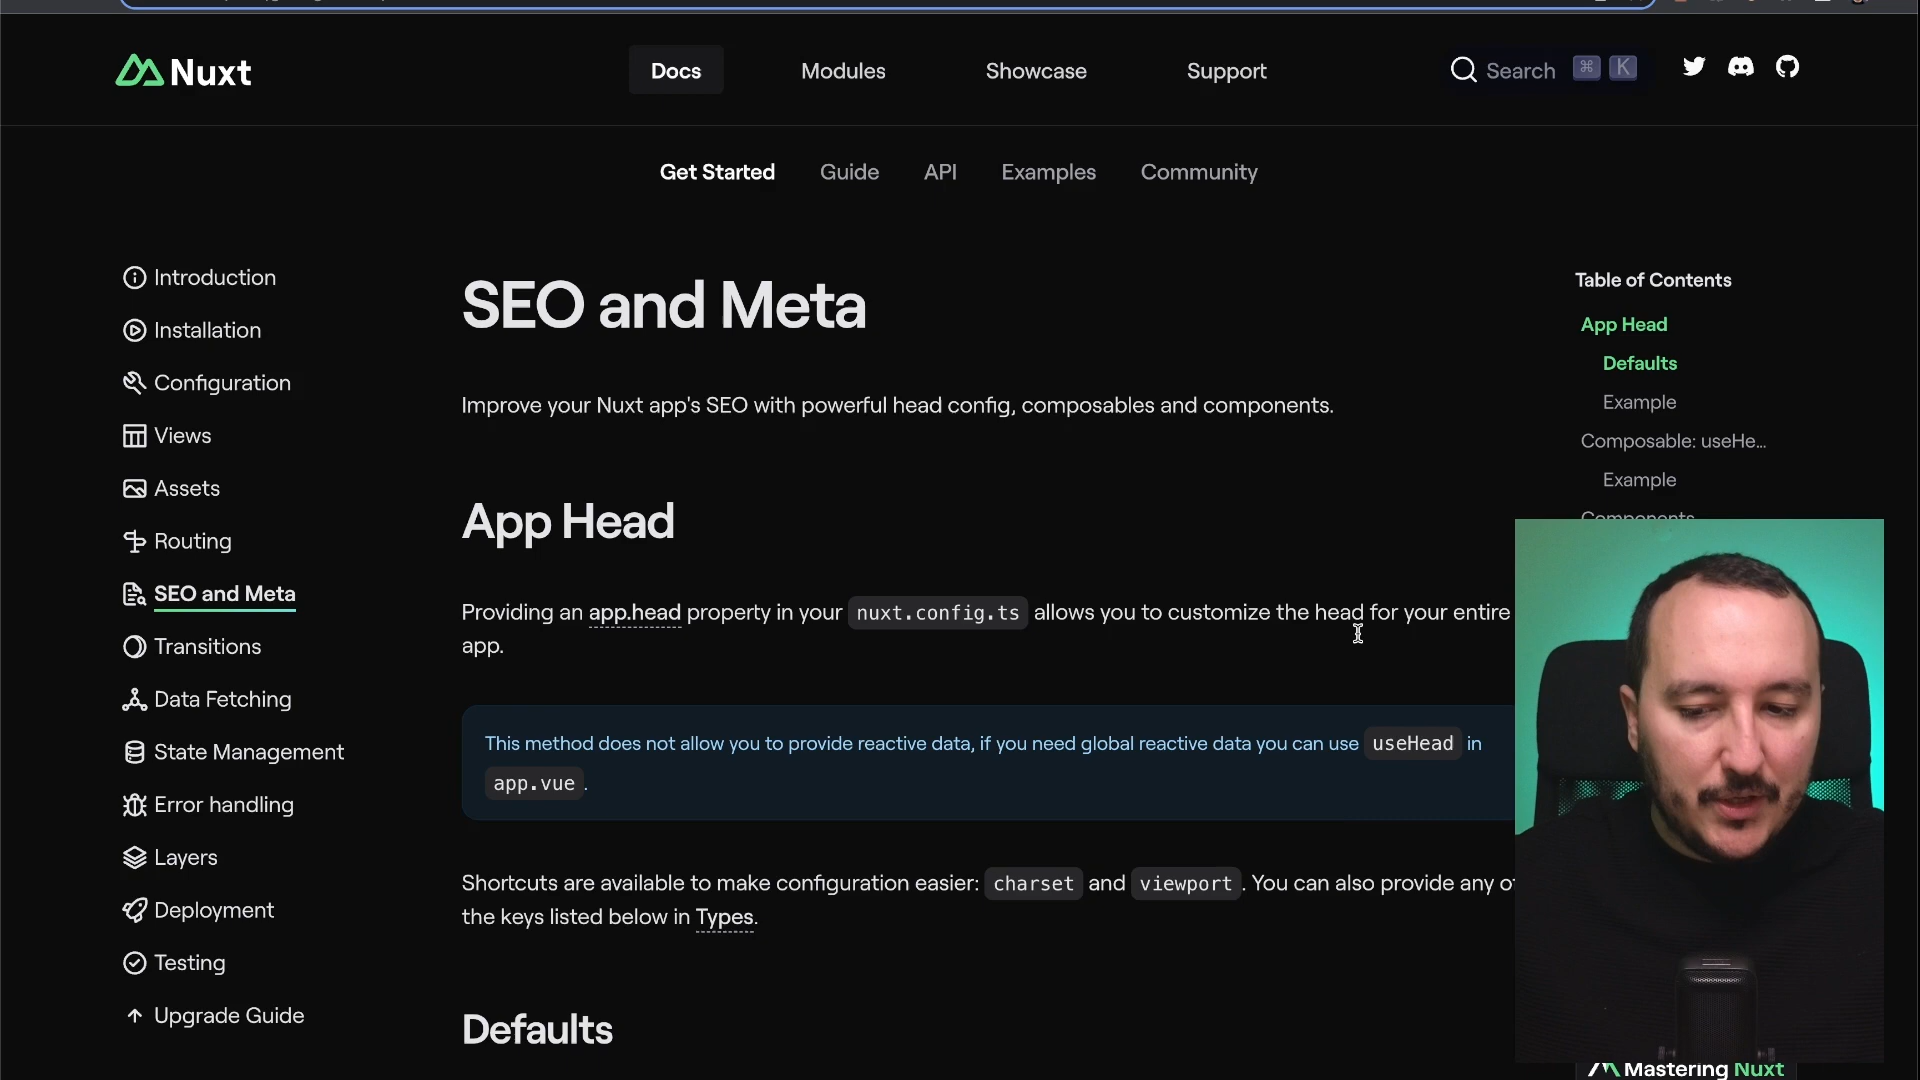 Nuxt
Docs
Modules
Showcase
Support
Search
⌘ K
Get Started
Guide
API
Examples
Community
Introduction
Installation
Configuration
Views
Assets
Routing
SEO and Meta
Transitions
Data Fetching
State Management
Error handling
Layers
Deployment
Testing
Upgrade Guide
SEO and Meta
Improve your Nuxt app's SEO with powerful head config, composables and components.
App Head
Providing an app.head property in your nuxt.config.ts allows you to customize the head for your entire
app.
This method does not allow you to provide reactive data, if you need global reactive data you can use useHead in
app.vue.
Shortcuts are available to make configuration easier: charset and viewport. You can also provide any
the keys listed below in Types.
Defaults
Table of Contents
App Head
Defaults
Example
Composable: useHe...
Example
Components
Mastering Nuxt